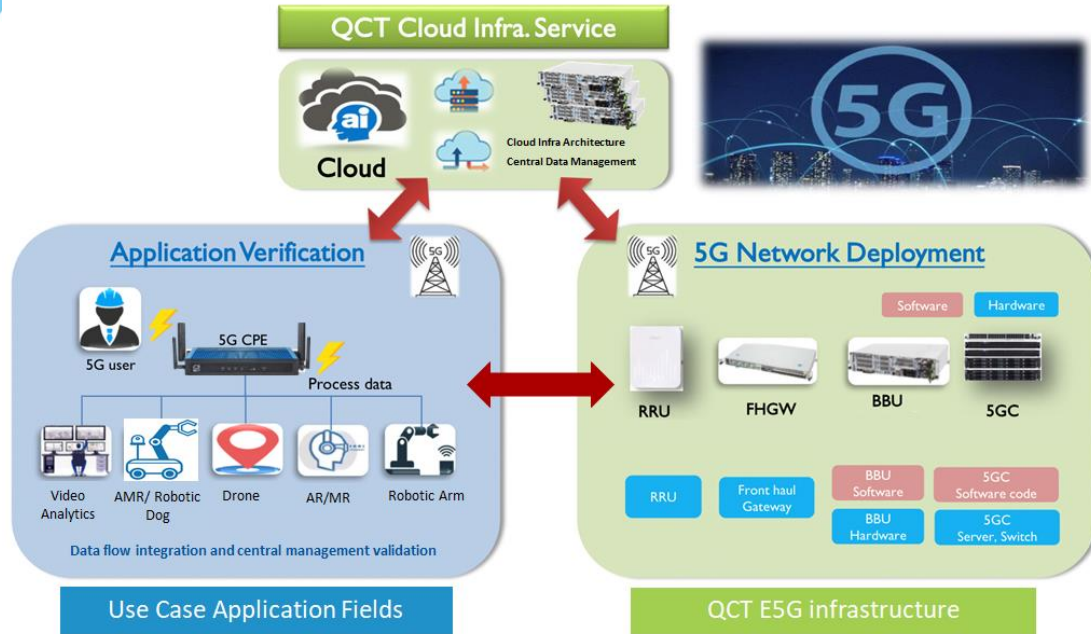 QCT Cloud Infra. Service
ai
Cloud
Cloud Infra Architecture
Central Data Management
5G
Application Verification
5G
5G user
5G CPE
Process data
Video
Analytics
AMR/ Robotic
Dog
Drone
AR/MR
Robotic Arm
Data flow integration and central management validation
Use Case Application Fields
5G
5G Network Deployment
Software
Hardware
RRU
FHGW
BBU
5GC
RRU
Front haul
Gateway
BBU
Software
5GC
Software code
BBU
Hardware
5GC
Server, Switch
QCT E5G infrastructure